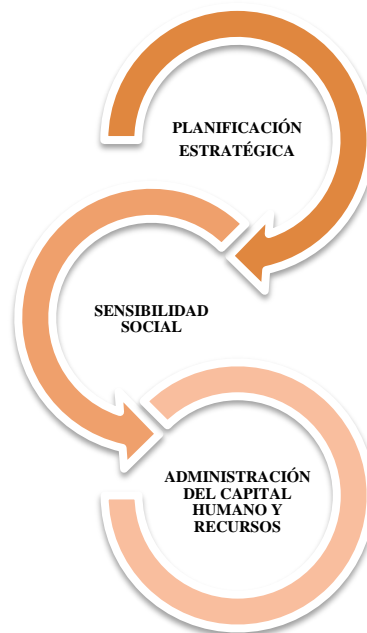 PLANIFICACIÓN
ESTRATÉGICA
SENSIBILIDAD
SOCIAL
ADMINISTRACIÓN
DEL CAPITAL
HUMANO Y
RECURSOS